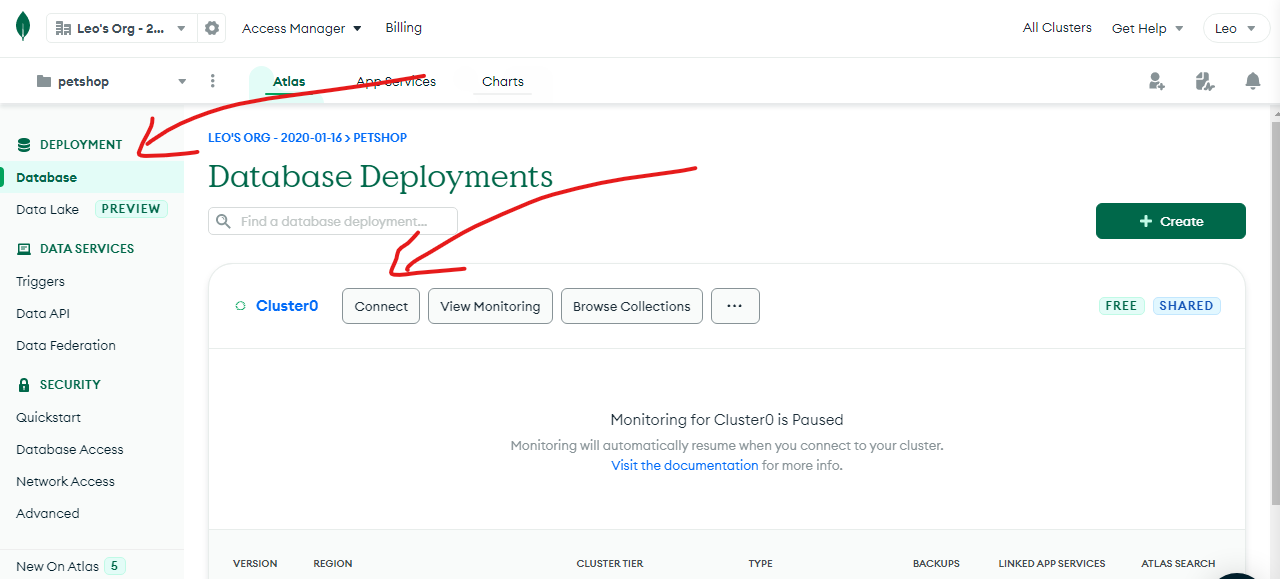 Leo's Org - 2... Access Manager Billing All Clusters Get Help Leo
petshop Atlas App Services Charts
DEPLOYMENT
Database
Data Lake PREVIEW
DATA SERVICES
Triggers
Data API
Data Federation
SECURITY
Quickstart
Database Access
Network Access
Advanced
New On Atlas 5
LEO'S ORG - 2020-01-16 > PETSHOP
Database Deployments
Find a database deployment...
+ Create
Cluster0 Connect View Monitoring Browse Collections ... FREE SHARED
Monitoring for Cluster0 is Paused
Monitoring will automatically resume when you connect to your cluster.
Visit the documentation for more info.
VERSION REGION CLUSTER TIER TYPE BACKUPS LINKED APP SERVICES ATLAS SEARCH